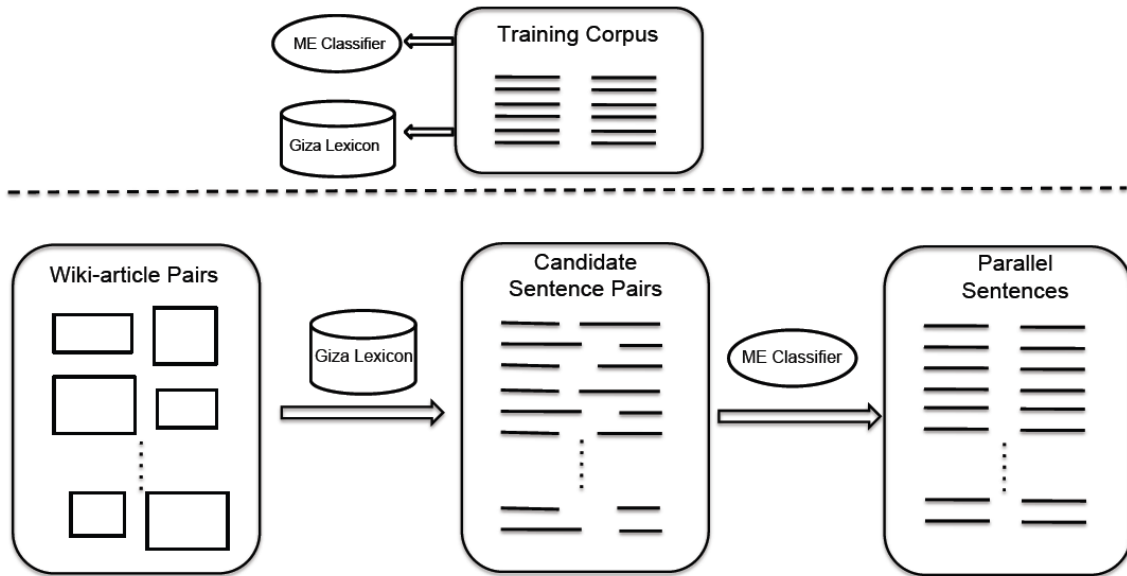 Training Corpus
ME Classifier
Giza Lexicon
Wiki-article Pairs
Giza Lexicon
Candidate
Sentence Pairs
ME Classifier
Parallel
Sentences